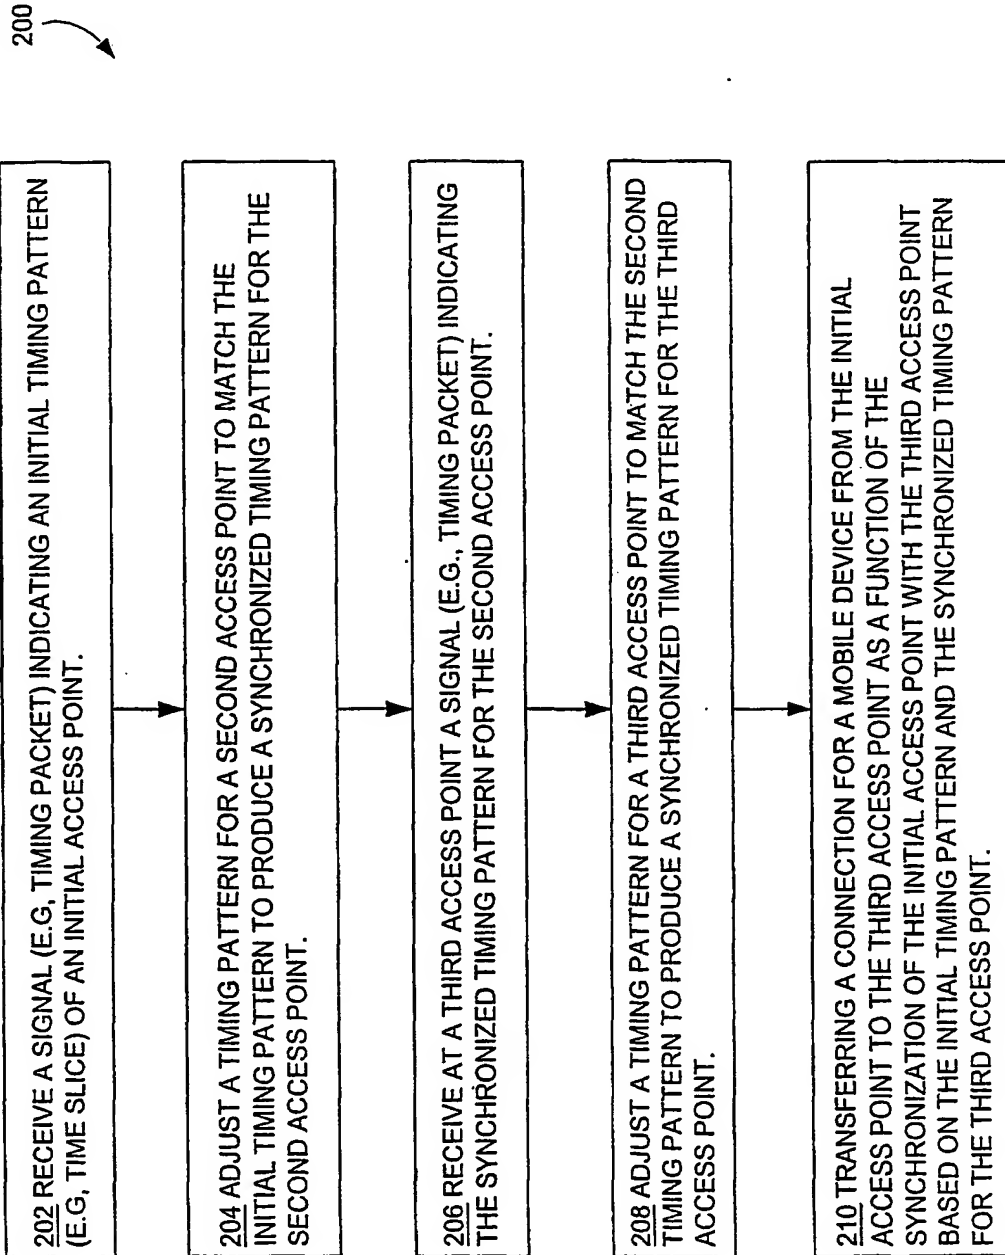 200
202 RECEIVE A SIGNAL (E.G, TIMING PACKET) INDICATING AN INITIAL TIMING PATTERN
(E.G, TIME SLICE) OF AN INITIAL ACCESS POINT.
204 ADJUST A TIMING PATTERN FOR A SECOND ACCESS POINT TO MATCH THE
INITIAL TIMING PATTERN TO PRODUCE A SYNCHRONIZED TIMING PATTERN FOR THE
SECOND ACCESS POINT.
206 RECEIVE AT A THIRD ACCESS POINT A SIGNAL (E.G., TIMING PACKET) INDICATING
THE SYNCHRONIZED TIMING PATTERN FOR THE SECOND ACCESS POINT.
208 ADJUST A TIMING PATTERN FOR A THIRD ACCESS POINT TO MATCH THE SECOND
TIMING PATTERN TO PRODUCE A SYNCHRONIZED TIMING PATTERN FOR THE THIRD
ACCESS POINT.
210 TRANSFERRING A CONNECTION FOR A MOBILE DEVICE FROM THE INITIAL
ACCESS POINT TO THE THIRD ACCESS POINT AS A FUNCTION OF THE
SYNCHRONIZATION OF THE INITIAL ACCESS POINT WITH THE THIRD ACCESS POINT
BASED ON THE INITIAL TIMING PATTERN AND THE SYNCHRONIZED TIMING PATTERN
FOR THE THIRD ACCESS POINT.